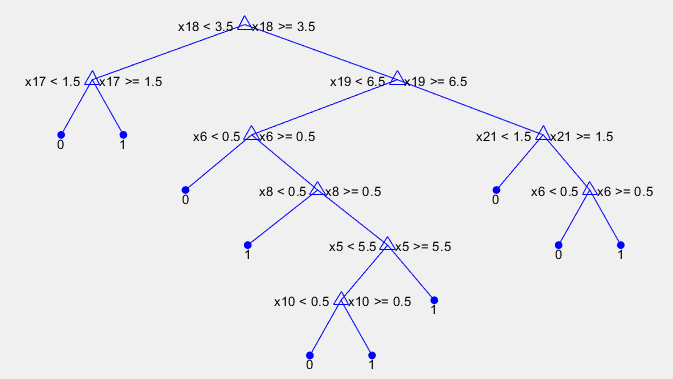 x18 < 3.5 x18 >= 3.5
x17 < 1.5 x17 >= 1.5 x19 < 6.5 x19 >= 6.5
0 1 x6 < 0.5 x6 >= 0.5 x21 < 1.5 x21 >= 1.5
0 x8 < 0.5 x8 >= 0.5 0 x6 < 0.5 x6 >= 0.5
1 x5 < 5.5 x5 >= 5.5 0 1
x10 < 0.5 x10 >= 0.5 1
0 1